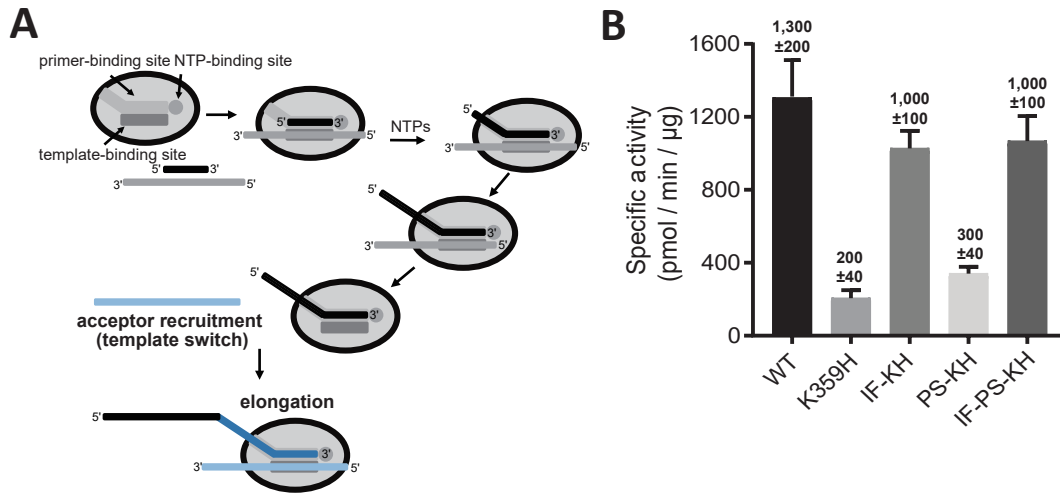 A
primer-binding site NTP-binding site
5' 3' 5'
3'
NTPs
5'
3'
3' 5'
template-binding site
5' 3'
3' 5'
5'
3'
3' 5'
5'
3'
acceptor recruitment
(template switch)
elongation
5'
3'
3' 5'
B
Specific activity
(pmol / min / µg)
1600
1200
800
400
0
1,300
±200
200
±40
1,000
±100
300
±40
1,000
±100
WT
K359H
IF-KH
PS-KH
IF-PS-KH